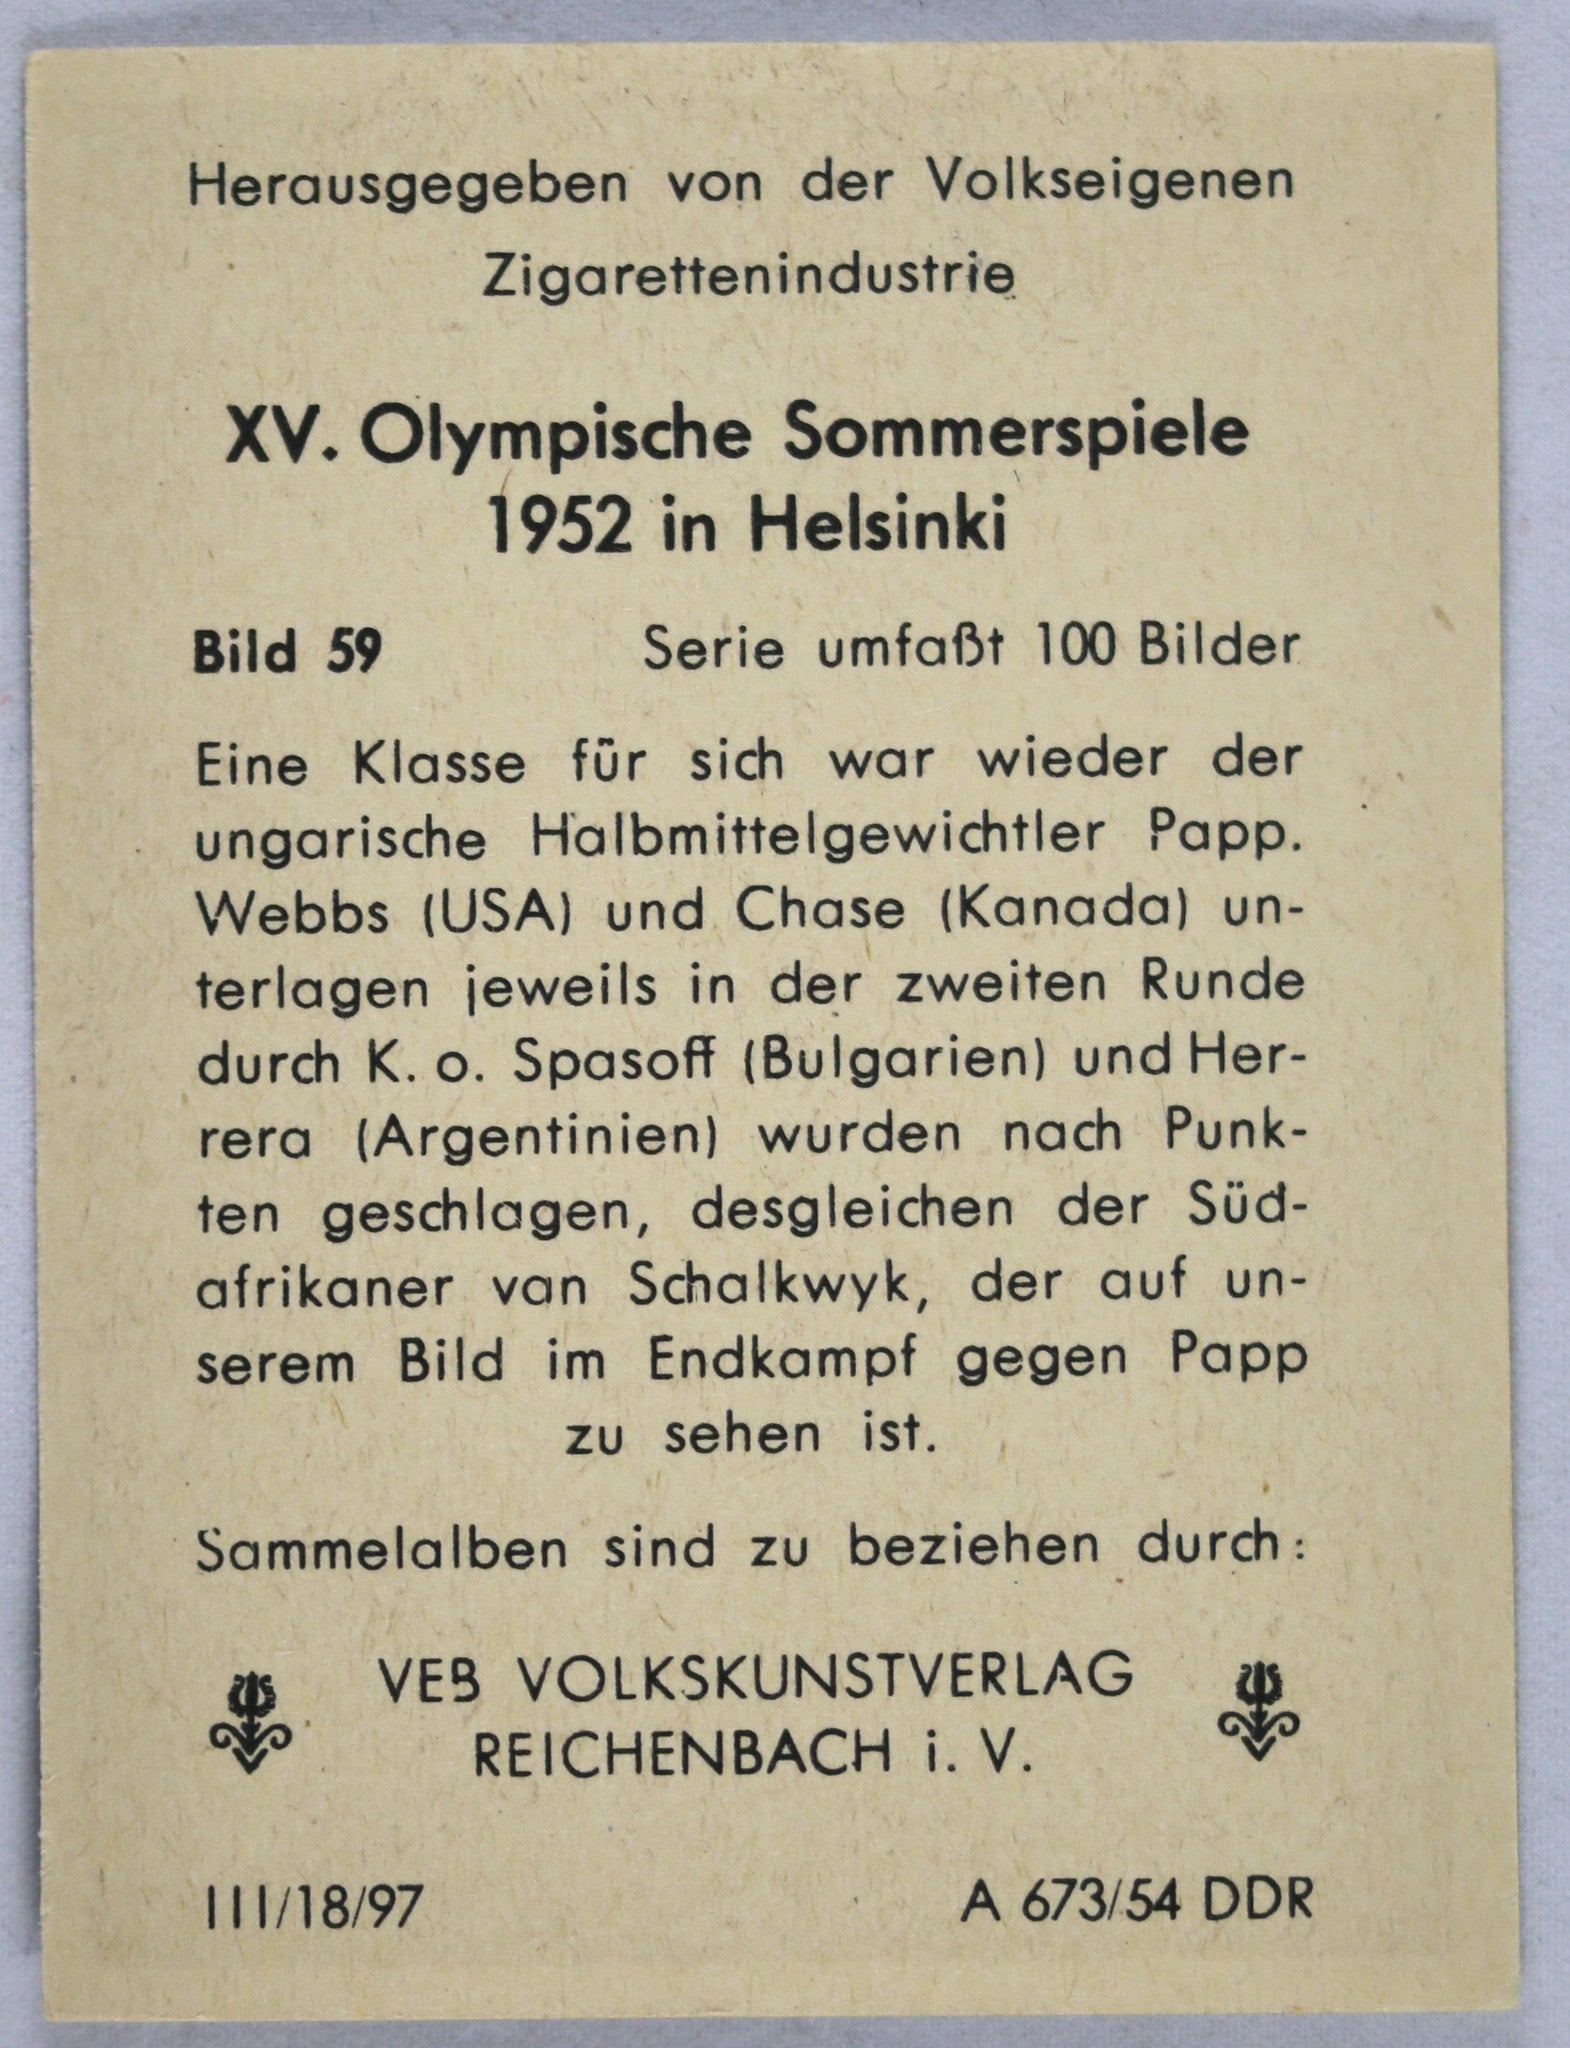 Herausgegeben von der Volkseigenen
Zigarettenindustrie
XV. Olympische Sommerspiele
1952 in Helsinki
Bild 59 Serie umfaßt 100 Bilder
Eine Klasse für sich war wieder der
ungarische Halbmittelgewichtler Papp.
Webbs (USA) und Chase (Kanada) un-
terlagen jeweils in der zweiten Runde
durch K. o. Spasoff (Bulgarien) und Her-
rera (Argentinien) wurden nach Punk-
ten geschlagen, desgleichen der Süd-
afrikaner van Schalkwyk, der auf un-
serem Bild im Endkampf gegen Papp
zu sehen ist.
Sammelalben sind zu beziehen durch:
VEB VOLKSKUNSTVERLAG
REICHENBACH i. V.
III/18/97 A 673/54 DDR